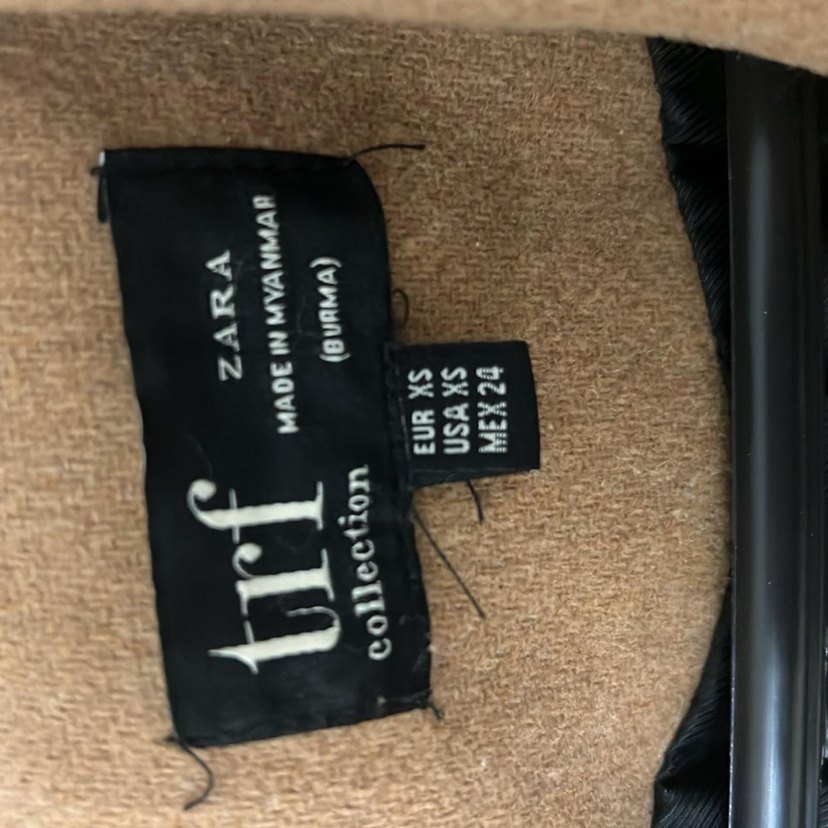 trf
collection
ZARA
MADE IN MYANMAR
(BURMA)
EUR XS
USA XS
MEX 24